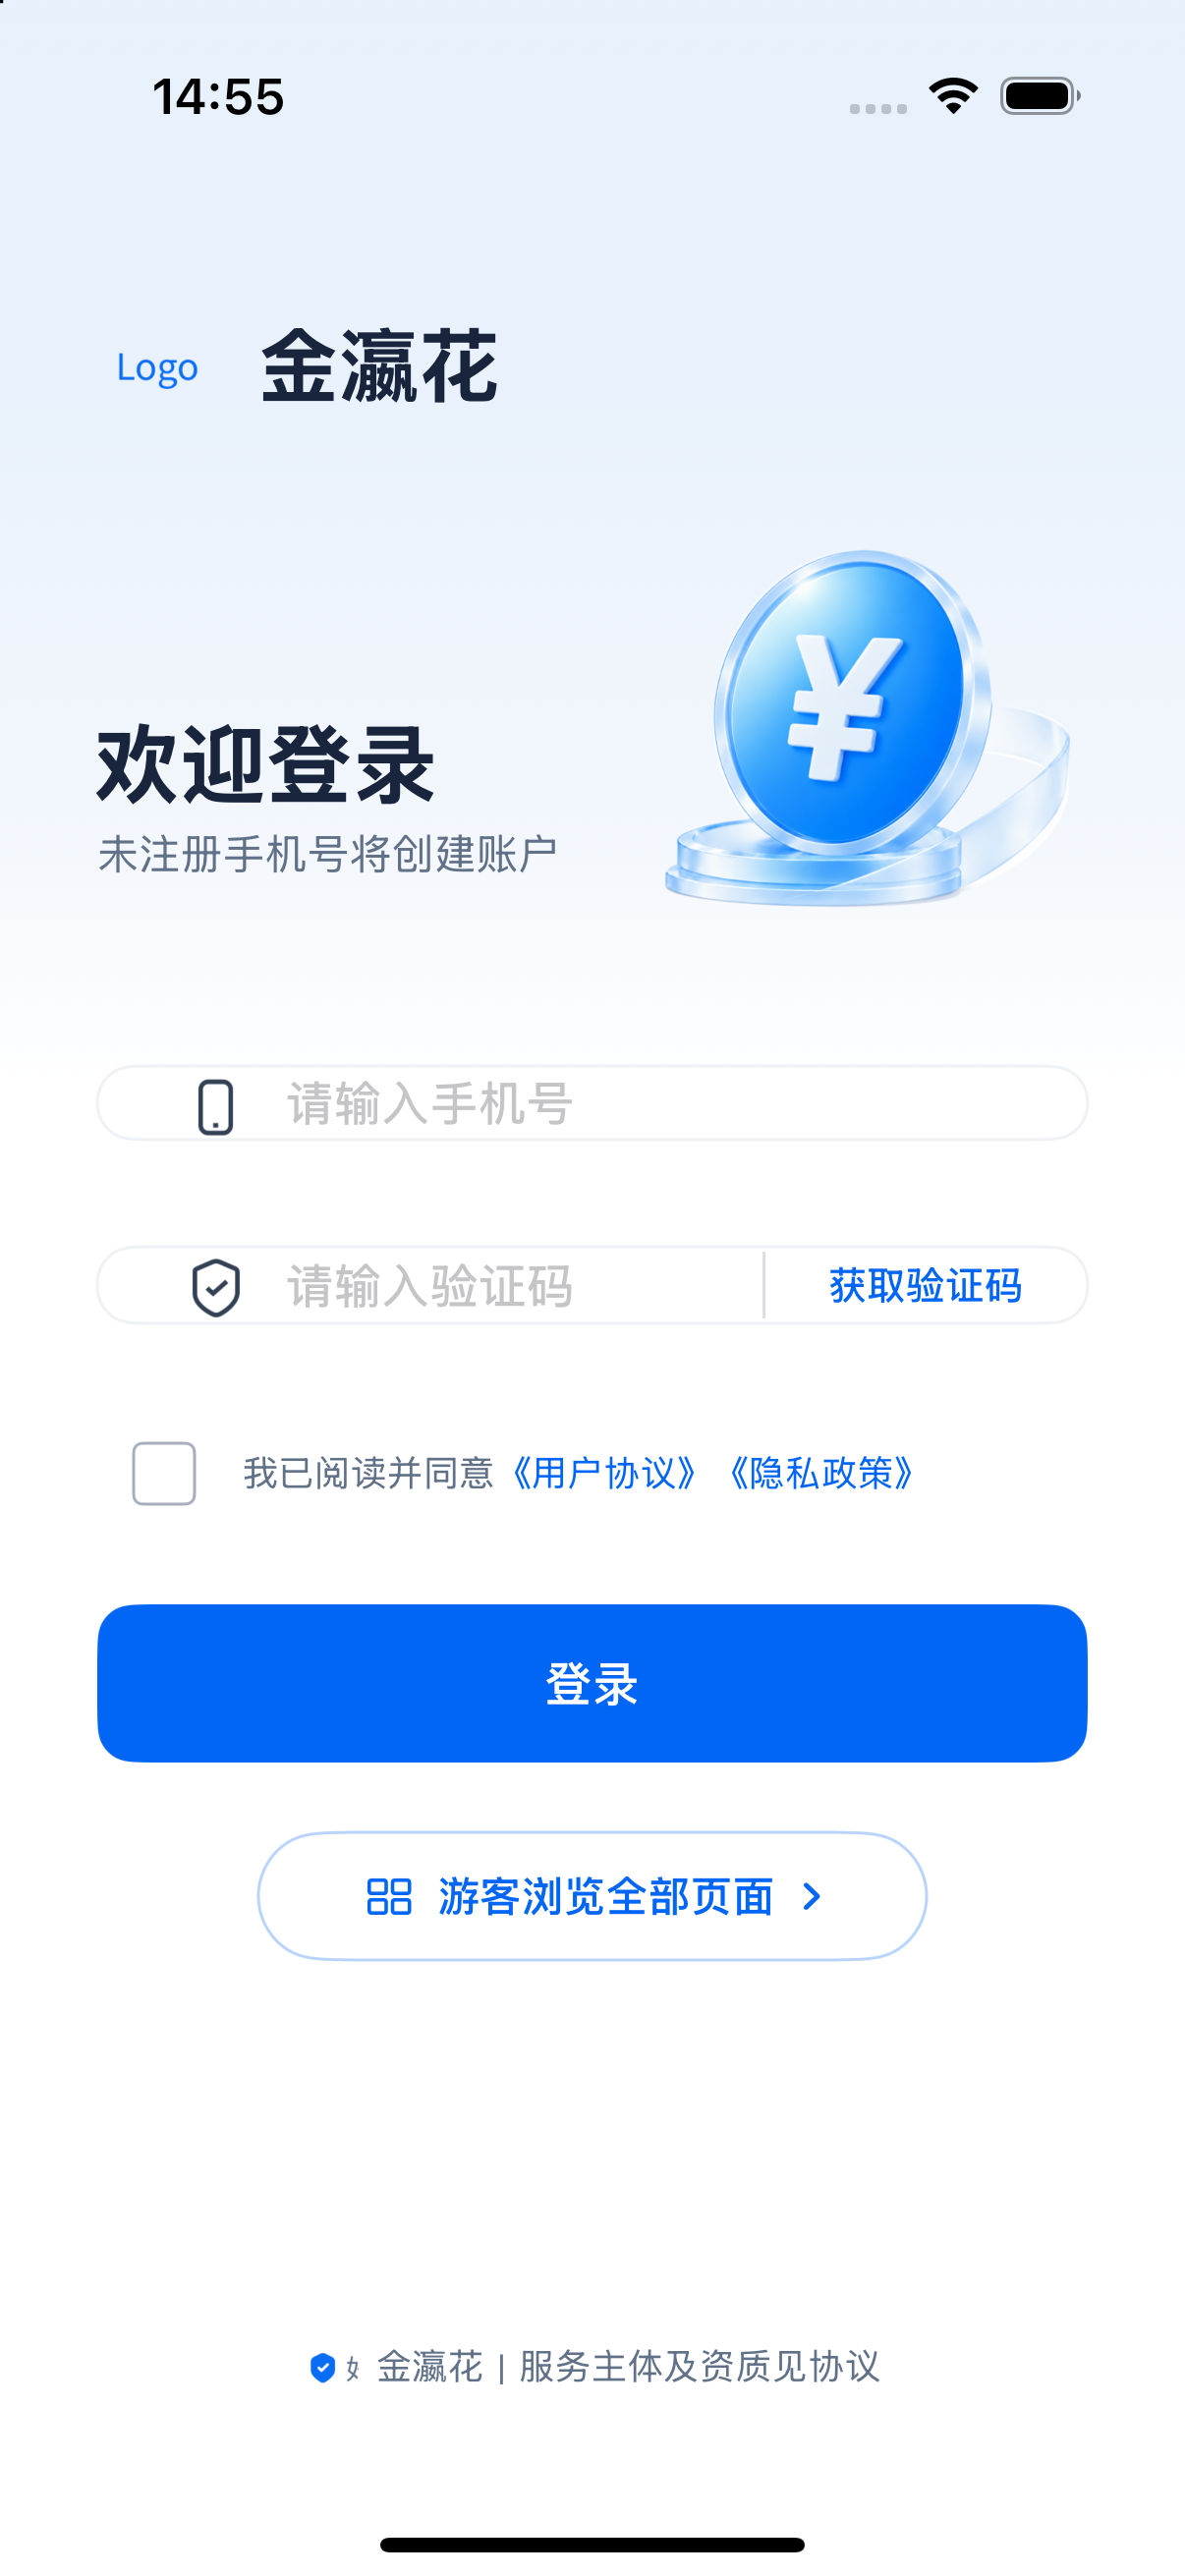 14:55
Logo 金瀛花
¥
欢迎登录
未注册手机号将创建账户
请输入手机号
请输入验证码 获取验证码
我已阅读并同意《用户协议》《隐私政策》
登录
游客浏览全部页面
金瀛花 | 服务主体及资质见协议